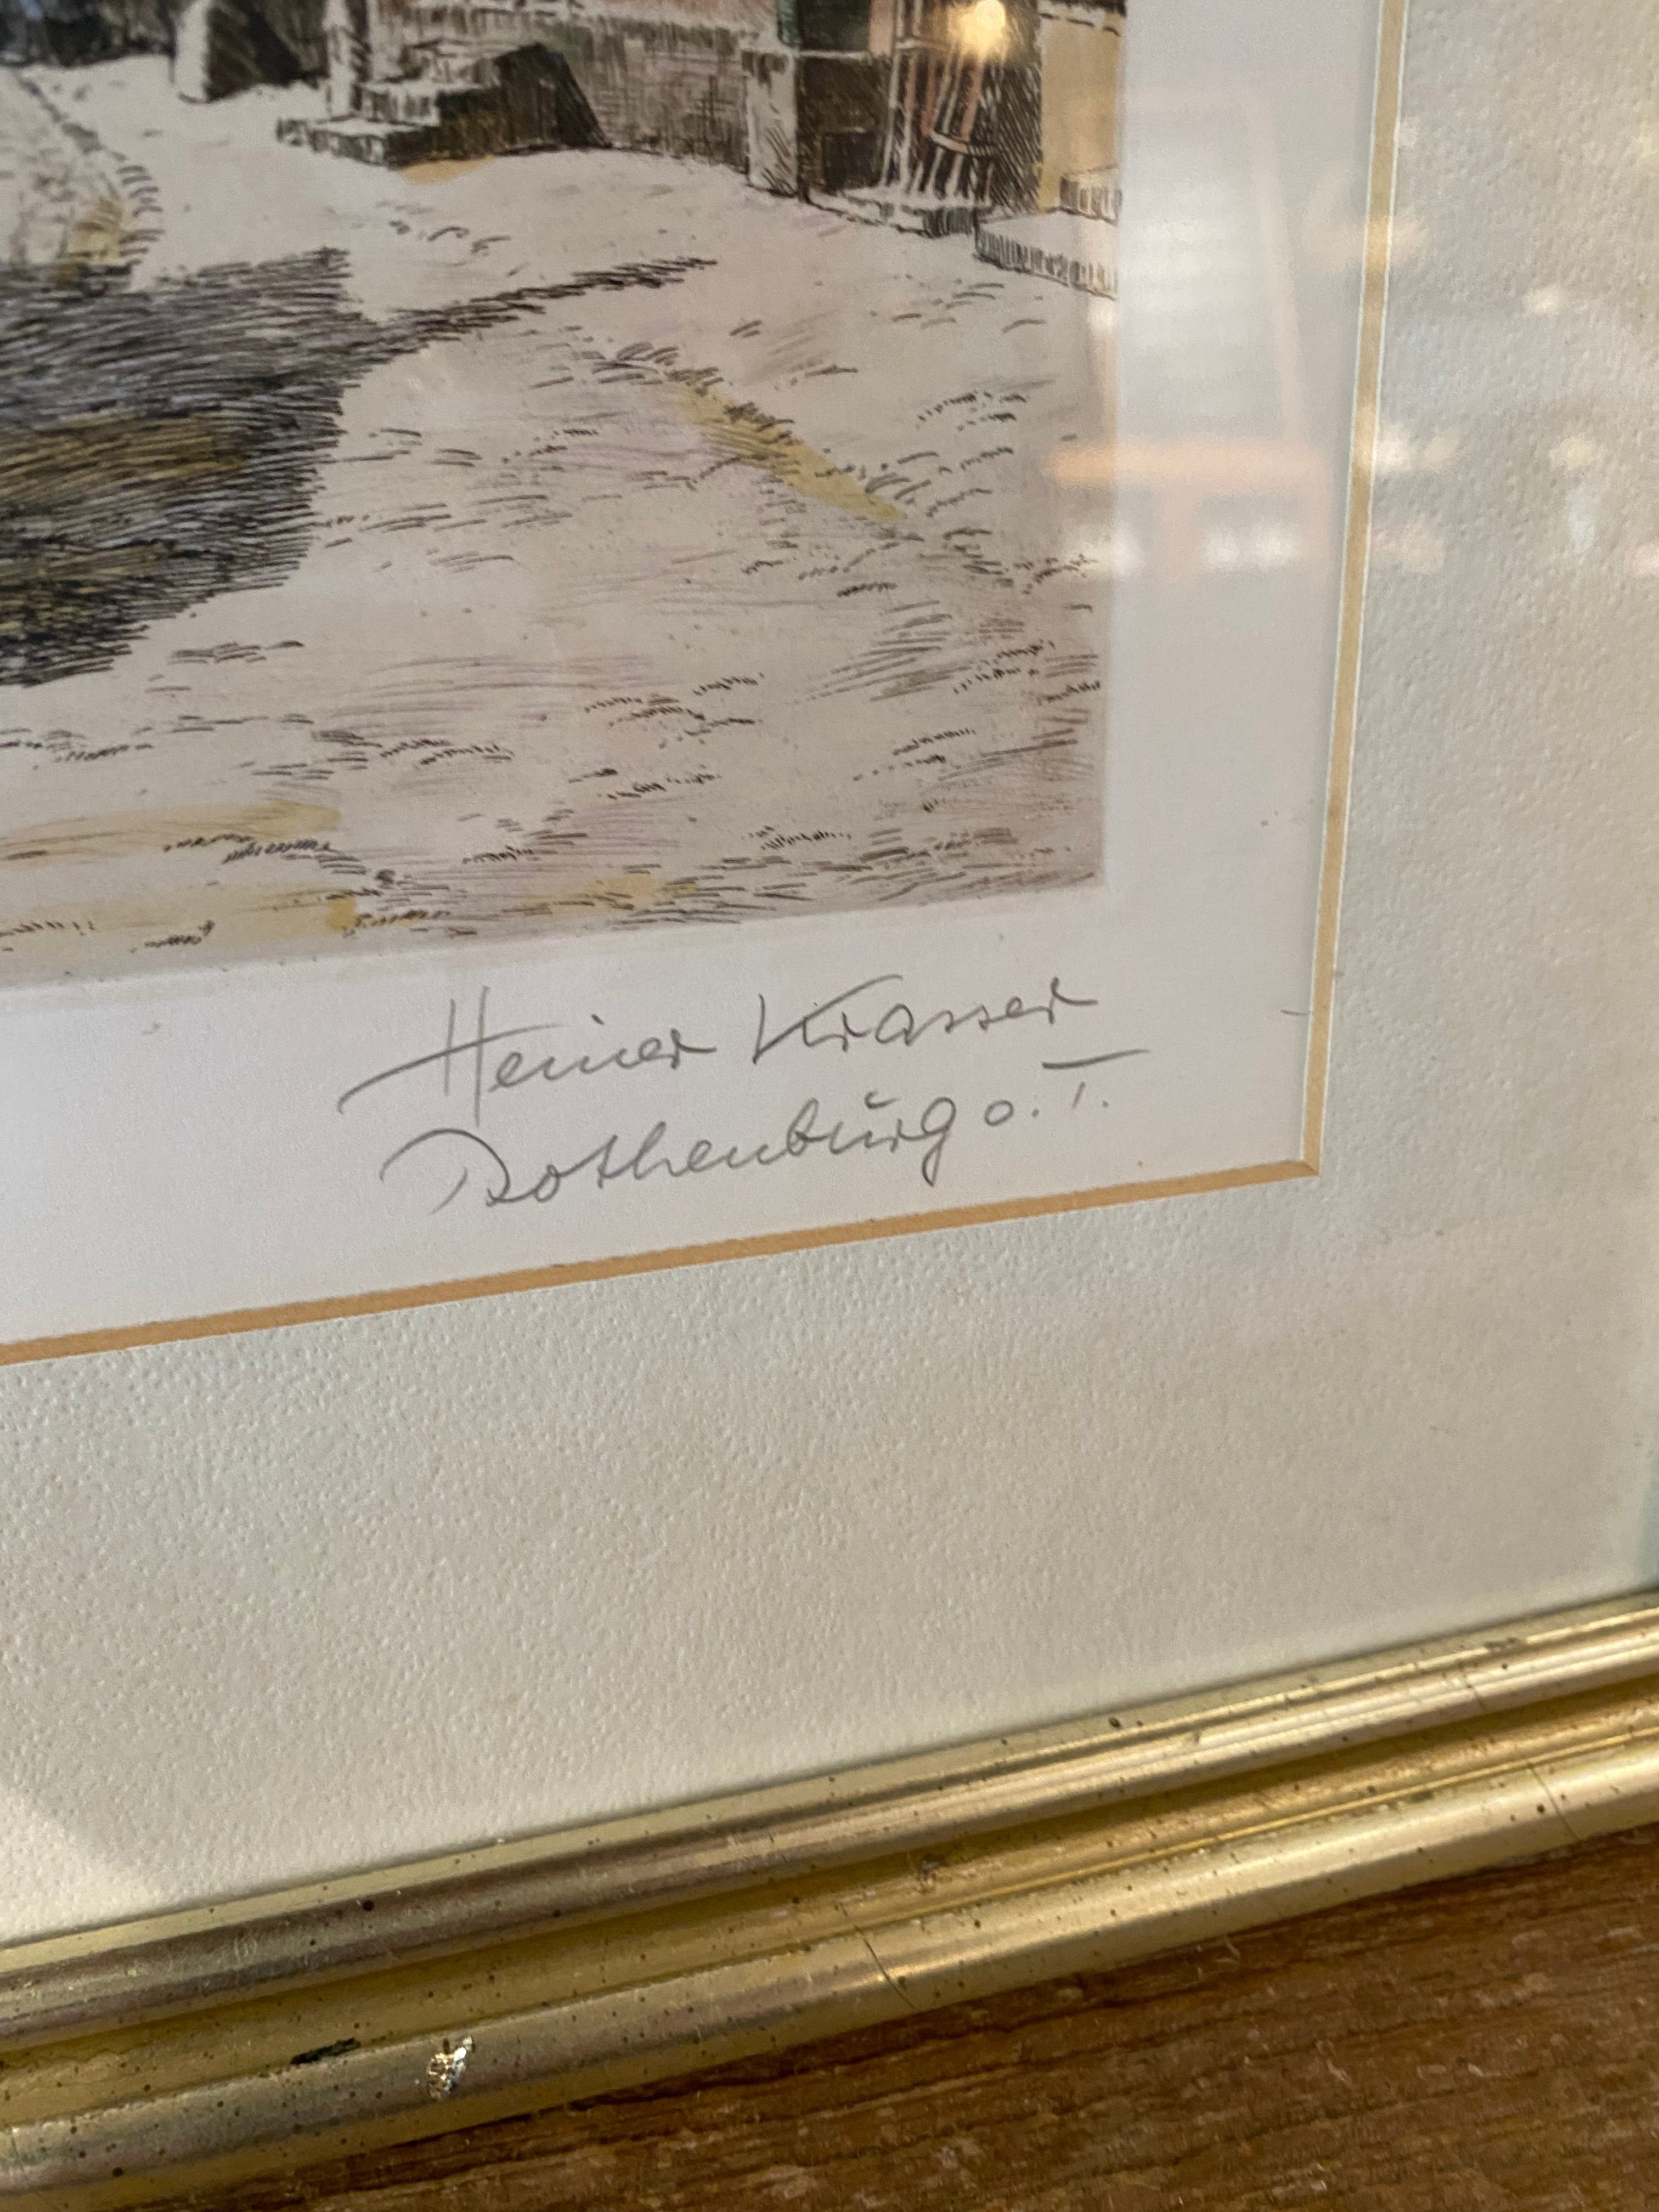 Heiner Krasser
Rothenburg o. T.